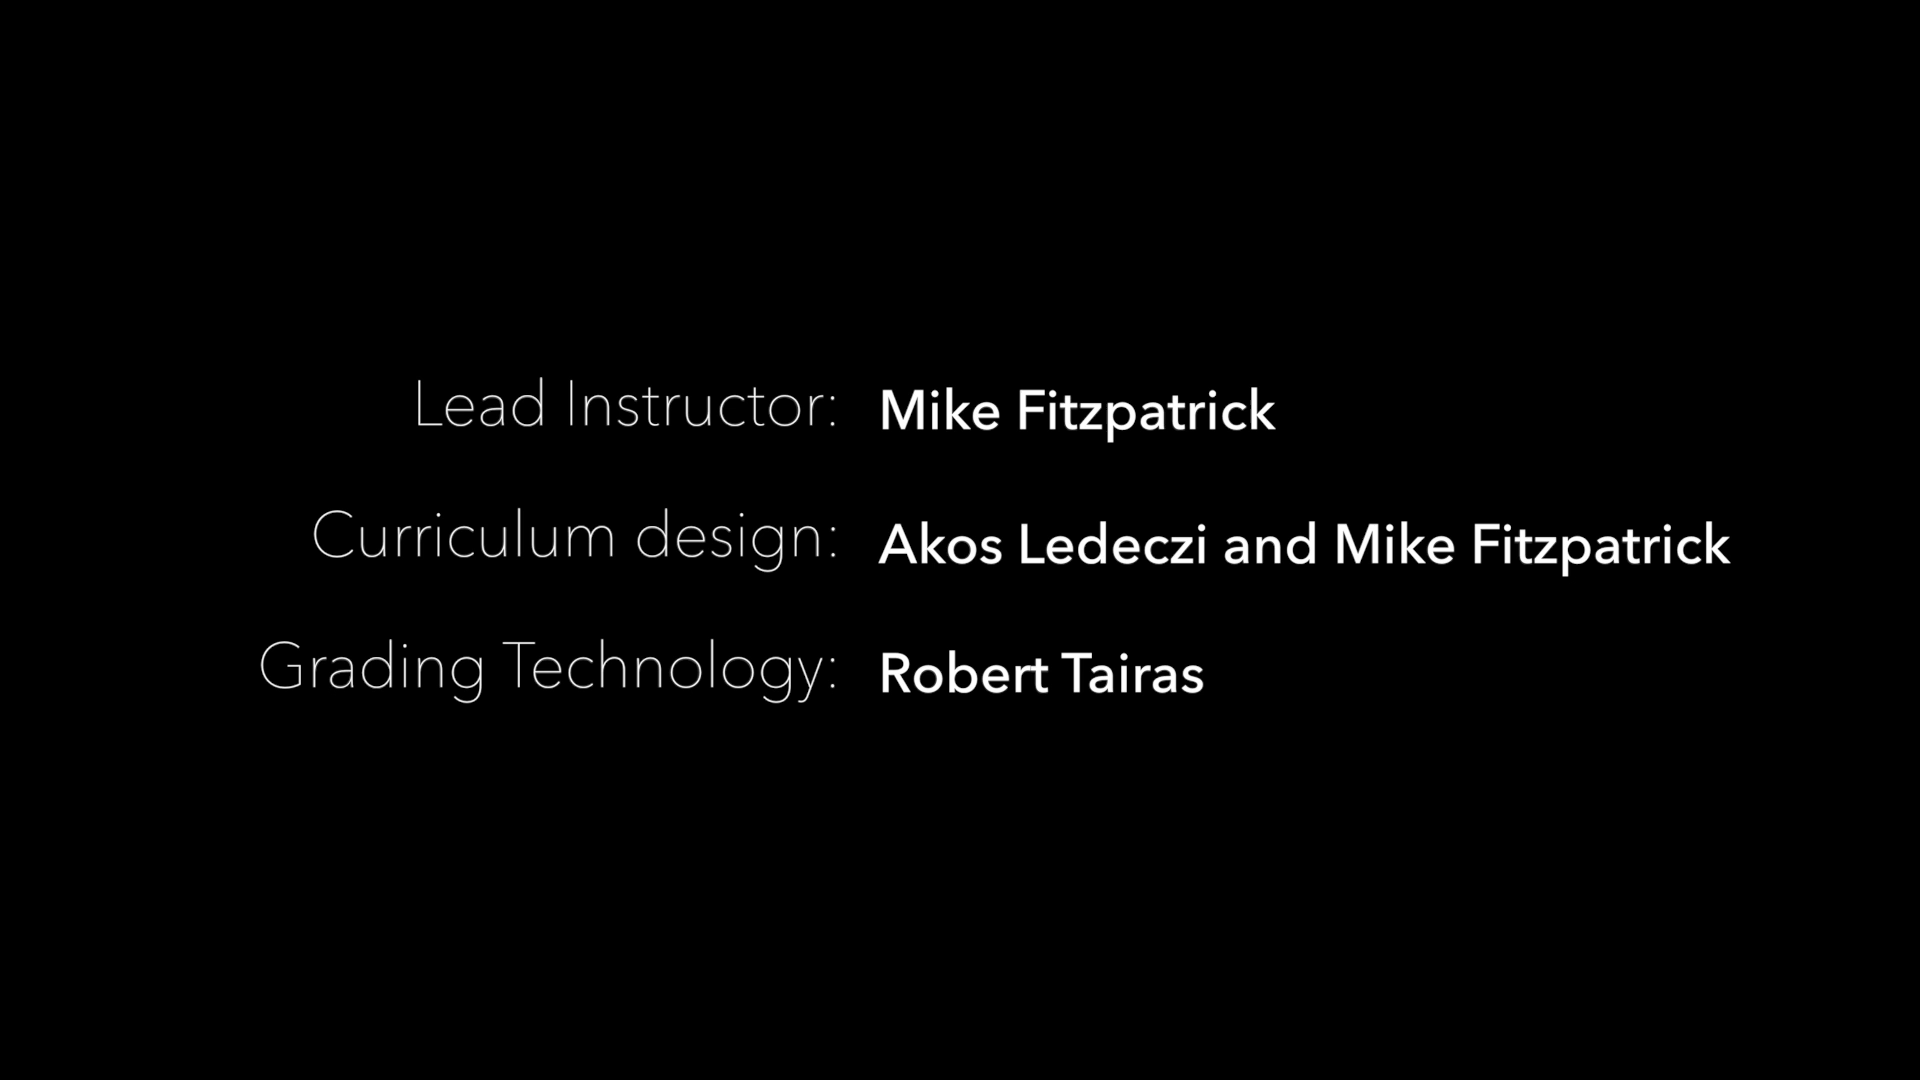 Lead Instructor: Mike Fitzpatrick
Curriculum design: Akos Ledeczi and Mike Fitzpatrick
Grading Technology: Robert Tairas